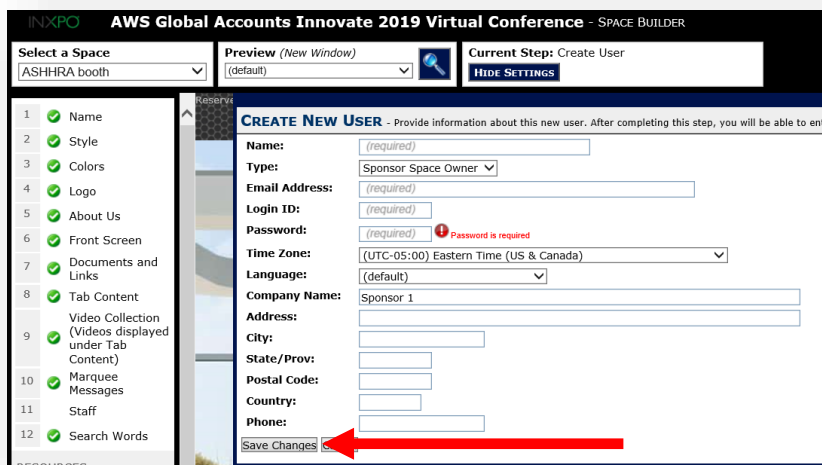 INXPO AWS Global Accounts Innovate 2019 Virtual Conference - SPACE BUILDER
Select a Space
ASHHRA booth
Preview (New Window)
(default)
Current Step: Create User
HIDE SETTINGS
1 Name
2 Style
3 Colors
4 Logo
5 About Us
6 Front Screen
7 Documents and
Links
8 Tab Content
9 Video Collection
(Videos displayed
under Tab
Content)
10 Marquee
Messages
11 Staff
12 Search Words
Reserve
CREATE NEW USER - Provide information about this new user. After completing this step, you will be able to en
Name: (required)
Type: Sponsor Space Owner
Email Address: (required)
Login ID: (required)
Password: (required) Password is required
Time Zone: (UTC-05:00) Eastern Time (US & Canada)
Language: (default)
Company Name: Sponsor 1
Address:
City:
State/Prov:
Postal Code:
Country:
Phone:
Save Changes